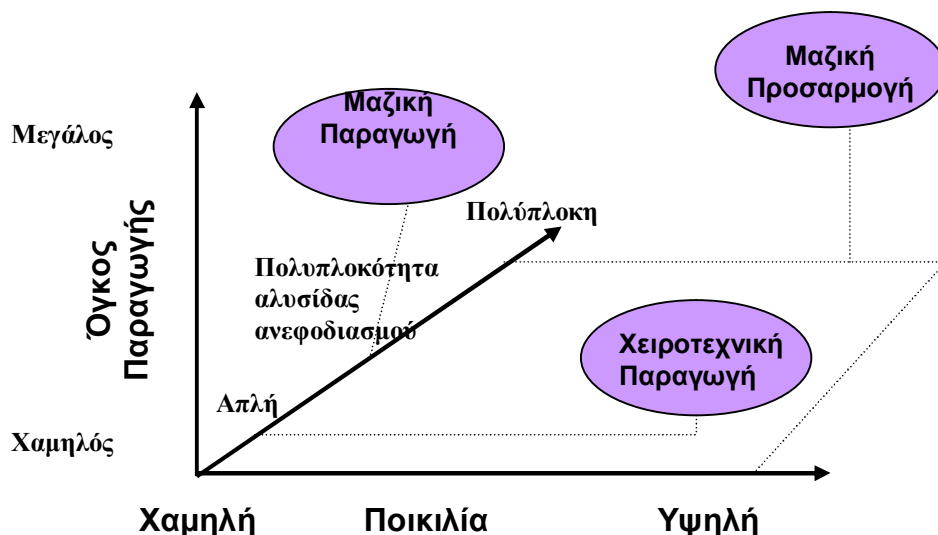 Μαζική
Προσαρμογή
Μαζική
Παραγωγή
Μεγάλος
Πολύπλοκη
Όγκος
Παραγωγής
Πολυπλοκότητα
αλυσίδας
ανεφοδιασμού
Χειροτεχνική
Παραγωγή
Απλή
Χαμηλός
Χαμηλή
Ποικιλία
Υψηλή